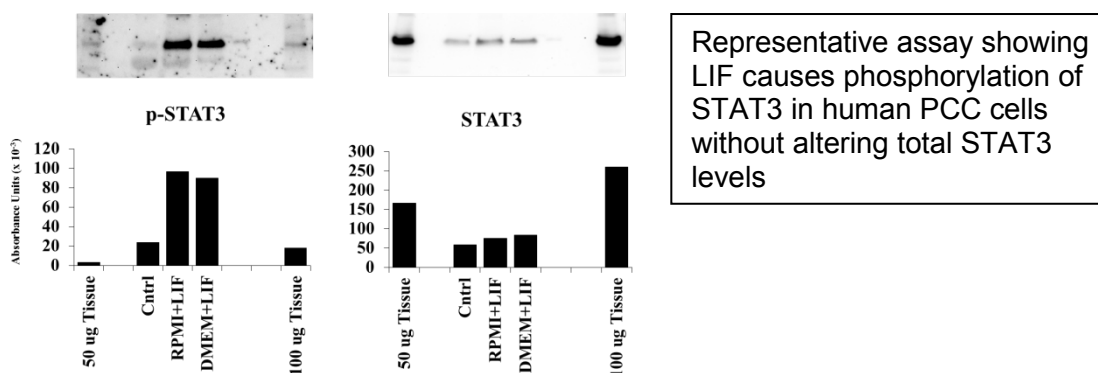 p-STAT3
Absorbance Units (x 10⁻³)
120
100
80
60
40
20
0
50 ug Tissue
Cntrl
RPMI+LIF
DMEM+LIF
100 ug Tissue
STAT3
300
250
200
150
100
50
0
50 ug Tissue
Cntrl
RPMI+LIF
DMEM+LIF
100 ug Tissue
Representative assay showing
LIF causes phosphorylation of
STAT3 in human PCC cells
without altering total STAT3
levels